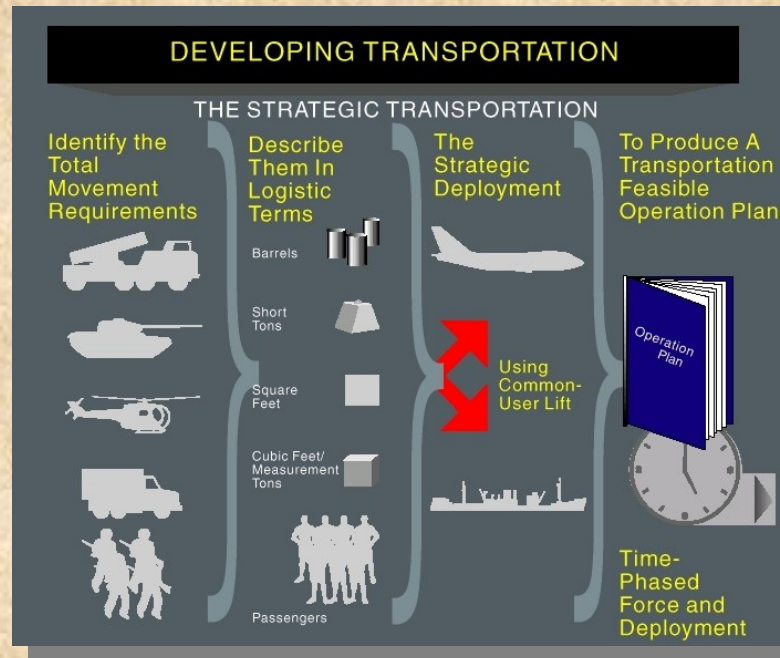 DEVELOPING TRANSPORTATION
THE STRATEGIC TRANSPORTATION
Identify the
Total
Movement
Requirements
Describe
Them In
Logistic
Terms
Barrels
Short
Tons
Square
Feet
Cubic Feet/
Measurement
Tons
Passengers
The
Strategic
Deployment
Using
Common-
User Lift
To Produce A
Transportation
Feasible
Operation Plan
Operation
Plan
Time-
Phased
Force and
Deployment